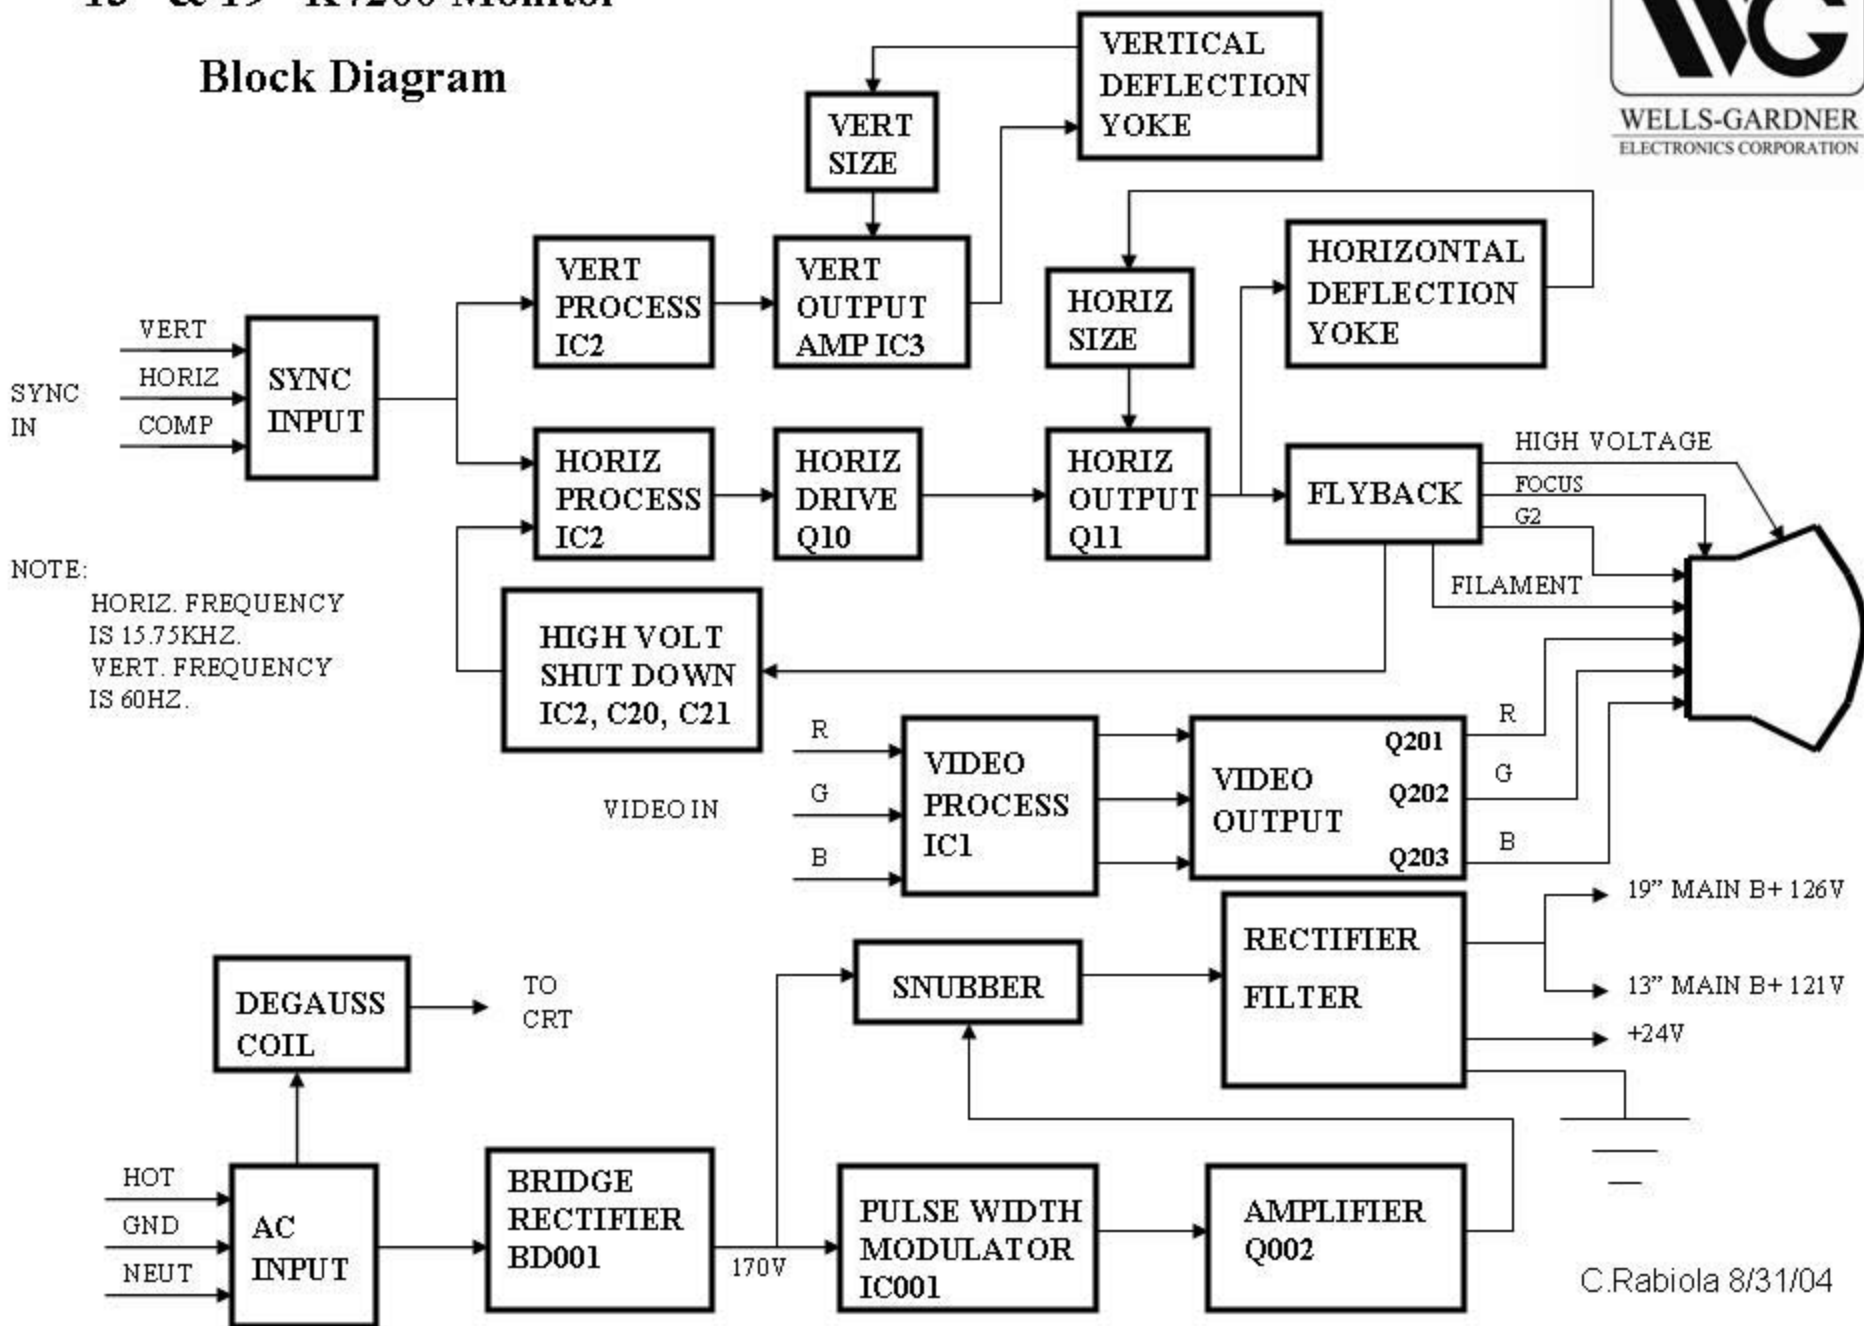 13" & 19" K7200 Monitor
Block Diagram
WG
WELLS-GARDNER
ELECTRONICS CORPORATION
VERTICAL
DEFLECTION
YOKE
VERT
SIZE
VERT
PROCESS
IC2
VERT
OUTPUT
AMP IC3
HORIZ
SIZE
HORIZONTAL
DEFLECTION
YOKE
SYNC
IN
VERT
HORIZ
COMP
SYNC
INPUT
HORIZ
PROCESS
IC2
HORIZ
DRIVE
Q10
HORIZ
OUTPUT
Q11
FLYBACK
HIGH VOLTAGE
FOCUS
G2
FILAMENT
NOTE:
HORIZ. FREQUENCY
IS 15.75KHZ.
VERT. FREQUENCY
IS 60HZ.
HIGH VOLT
SHUT DOWN
IC2, C20, C21
VIDEO IN
R
G
B
VIDEO
PROCESS
IC1
VIDEO
OUTPUT
Q201
Q202
Q203
R
G
B
DEGAUSS
COIL
TO
CRT
SNUBBER
RECTIFIER
FILTER
19” MAIN B+ 126V
13” MAIN B+ 121V
+24V
HOT
GND
NEUT
AC
INPUT
BRIDGE
RECTIFIER
BD001
170V
PULSE WIDTH
MODULATOR
IC001
AMPLIFIER
Q002
C.Rabiola 8/31/04